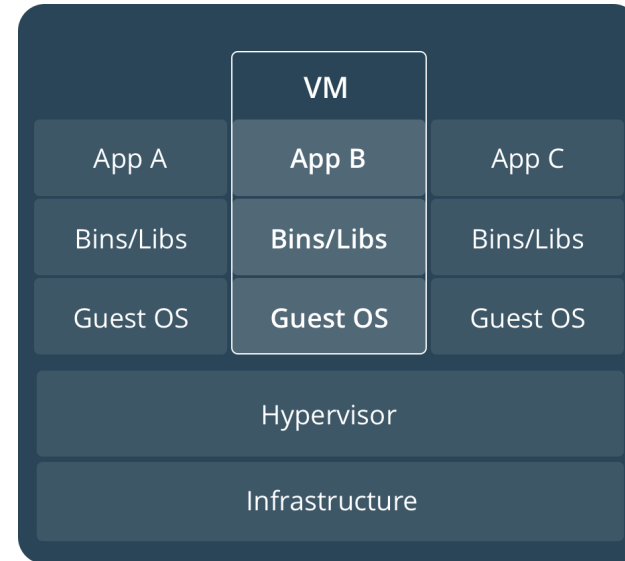 VM
App A
App B
App C
Bins/Libs
Bins/Libs
Bins/Libs
Guest OS
Guest OS
Guest OS
Hypervisor
Infrastructure